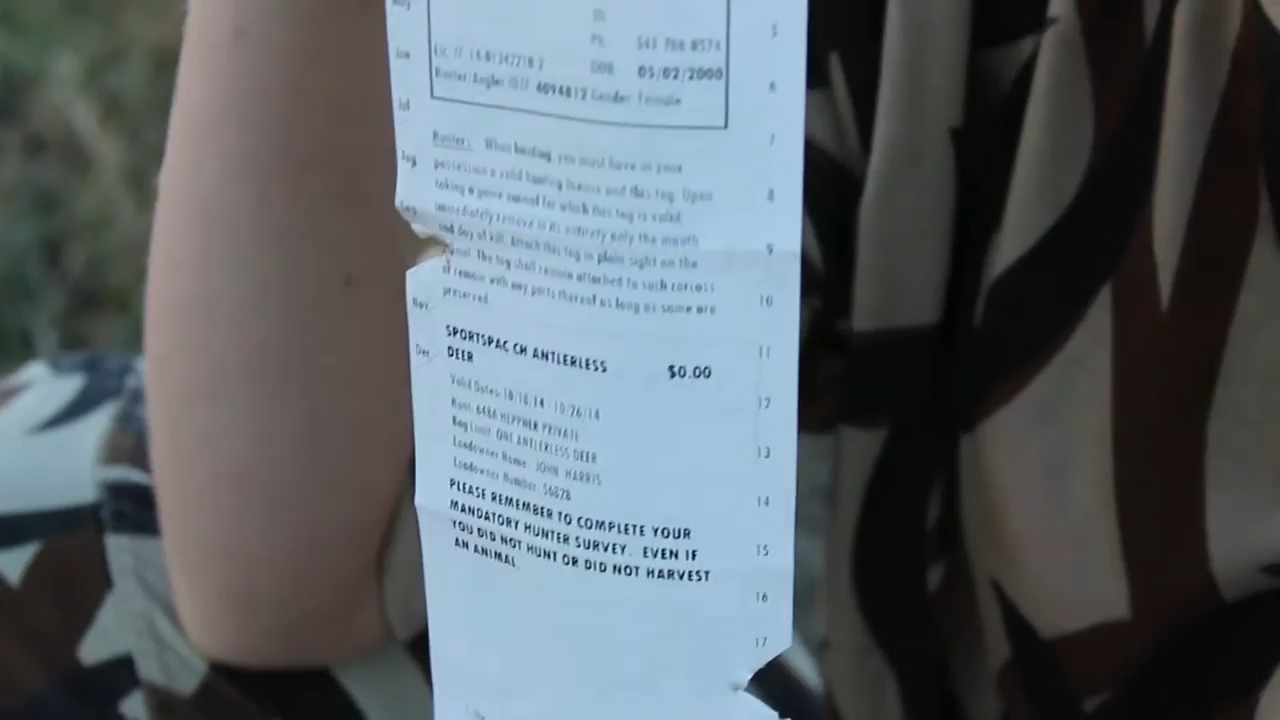 May
5
Ph: 541
DOB 05/02/2000
6
Hunter/Angler ID# 4094812 Gender: Female
Jul
7
Hunter: When hunting, you must have in your
Aug
possession a valid hunting license and this tag. Upon
8
taking a game animal for which this tag is valid,
Sep
immediately remove in its entirety only the month
and day of kill. Attach this tag in plain sight on the
9
animal. The tag shall remain attached to such carcass
or remain with any parts thereof as long as same are
10
preserved.
Nov
SPORTSPAC CH ANTLERLESS
11
DEER $0.00
Dec
Valid Dates: 10/18/14 - 10/26/14
12
Hunt: 648A HEPPNER PRIVATE
Bag Limit: ONE ANTLERLESS DEER
Landowner Name: JOHN HARRIS
13
Landowner Number: 56828
PLEASE REMEMBER TO COMPLETE YOUR
14
MANDATORY HUNTER SURVEY. EVEN IF
YOU DID NOT HUNT OR DID NOT HARVEST
15
AN ANIMAL.
16
17